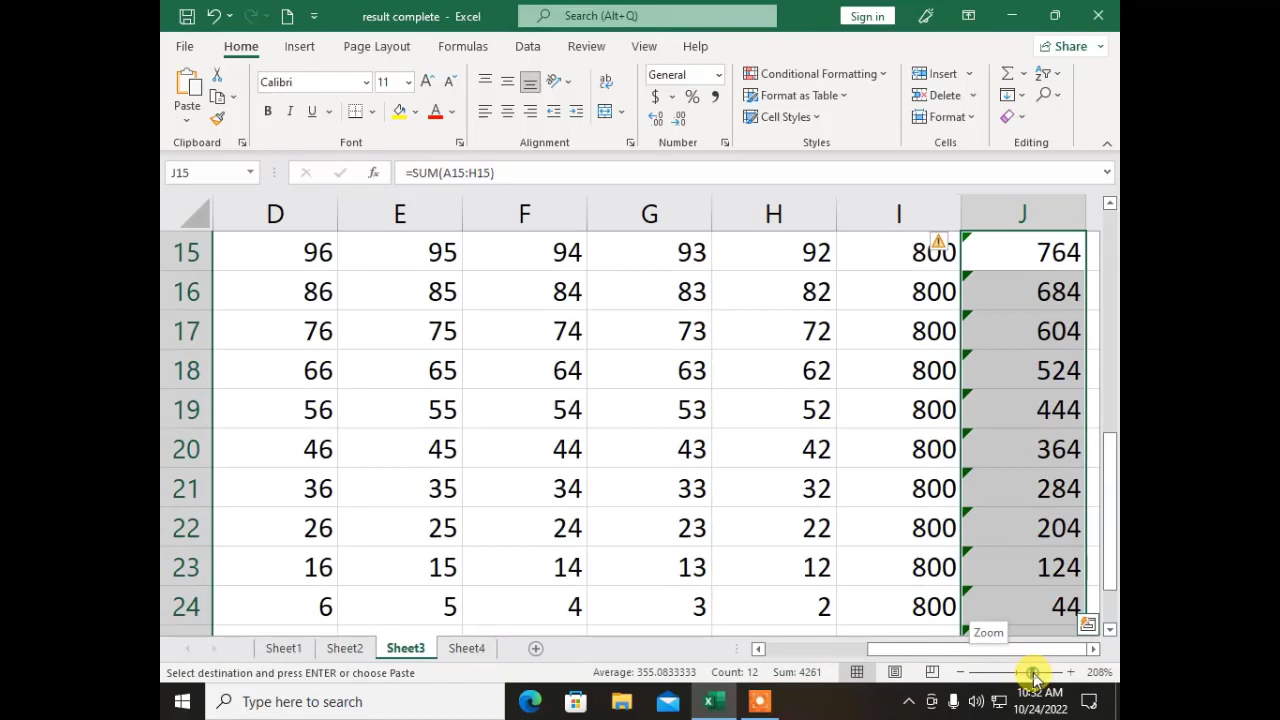 result complete - Excel
Search (Alt+Q)
Sign in
File Home Insert Page Layout Formulas Data Review View Help Share
Paste
Calibri 11
B I U
General
$ % 9
Conditional Formatting
Format as Table
Cell Styles
Insert
Delete
Format
Clipboard Font Alignment Number Styles Cells Editing
J15 fx =SUM(A15:H15)
D E F G H I J
15 96 95 94 93 92 800 764
16 86 85 84 83 82 800 684
17 76 75 74 73 72 800 604
18 66 65 64 63 62 800 524
19 56 55 54 53 52 800 444
20 46 45 44 43 42 800 364
21 36 35 34 33 32 800 284
22 26 25 24 23 22 800 204
23 16 15 14 13 12 800 124
24 6 5 4 3 2 800 44
Zoom
Sheet1 Sheet2 Sheet3 Sheet4
Select destination and press ENTER or choose Paste Average: 355.0833333 Count: 12 Sum: 4261 208%
Type here to search
10:32 AM
10/24/2022